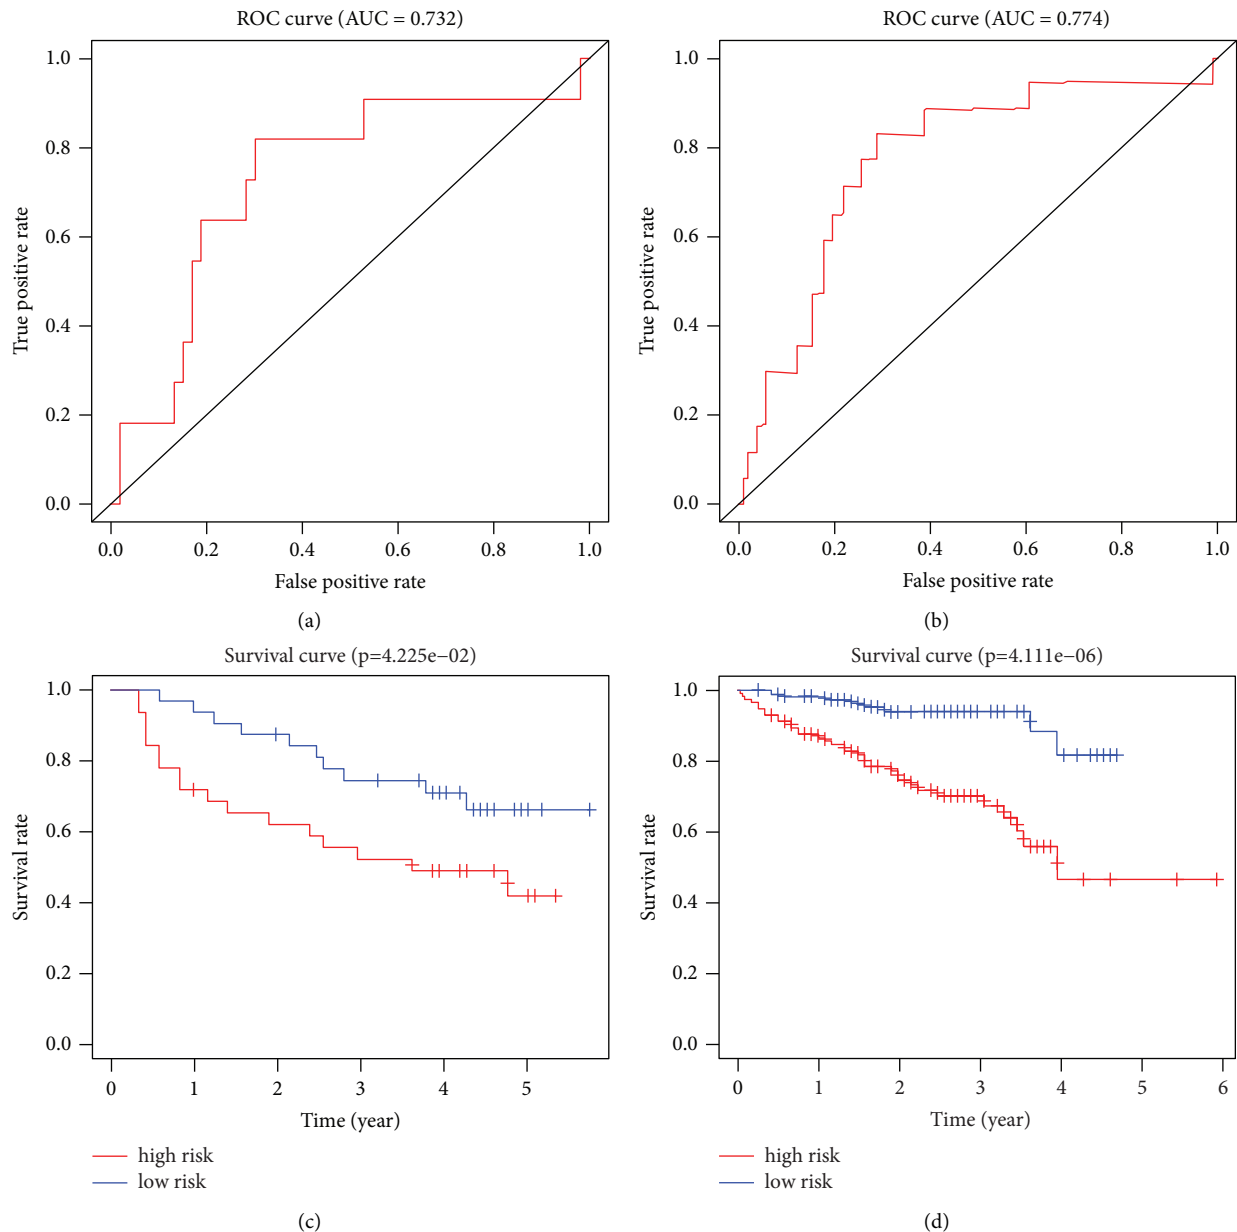 ROC curve (AUC = 0.732)
1.0
0.8
0.6
0.4
0.2
0.0
True positive rate
0.0 0.2 0.4 0.6 0.8 1.0
False positive rate
(a)
ROC curve (AUC = 0.774)
1.0
0.8
0.6
0.4
0.2
0.0
True positive rate
0.0 0.2 0.4 0.6 0.8 1.0
False positive rate
(b)
Survival curve (p=4.225e−02)
1.0
0.8
0.6
0.4
0.2
0.0
Survival rate
0 1 2 3 4 5
Time (year)
high risk
low risk
(c)
Survival curve (p=4.111e−06)
1.0
0.8
0.6
0.4
0.2
0.0
Survival rate
0 1 2 3 4 5 6
Time (year)
high risk
low risk
(d)